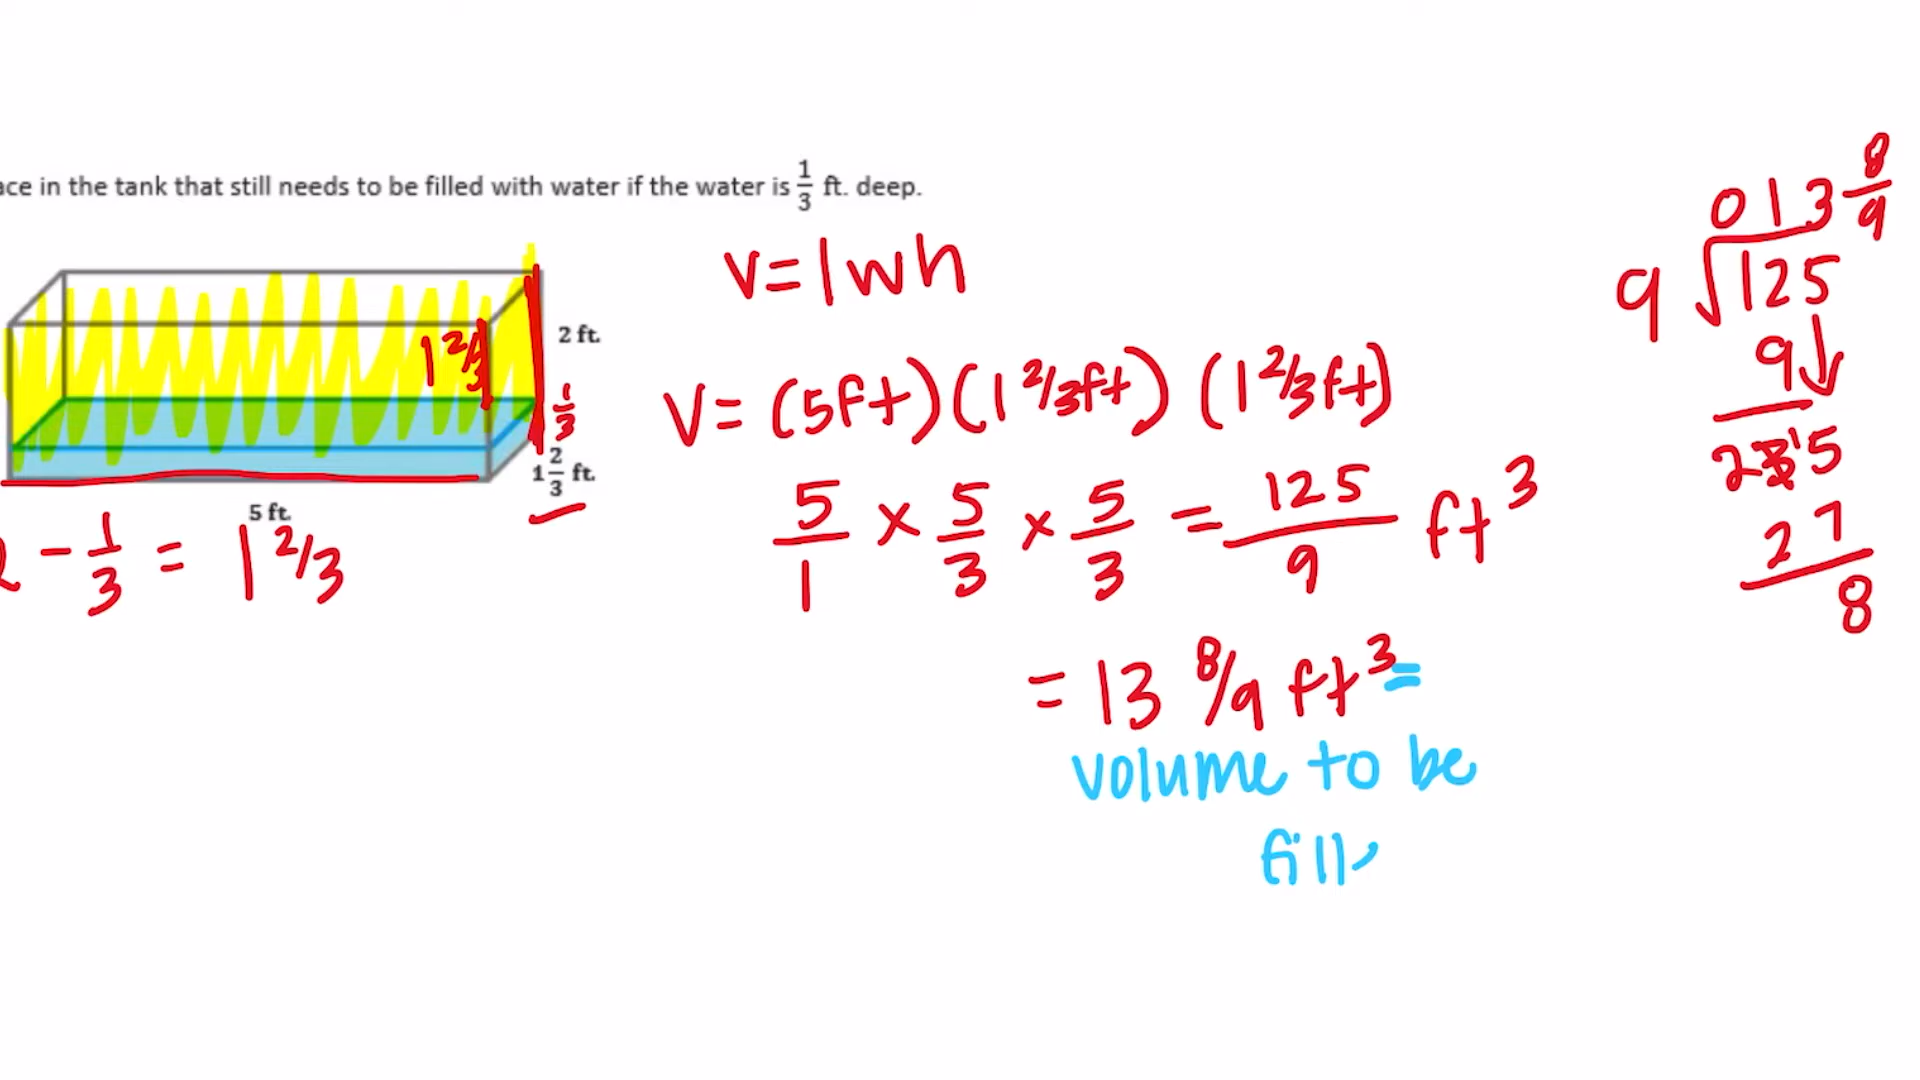 ace in the tank that still needs to be filled with water if the water is 1/3 ft. deep.
V = lwh
2 ft.
1 2/3
1/3
1 2/3 ft.
5 ft.
2 - 1/3 = 1 2/3
V = (5ft)(1 2/3ft)(1 2/3ft)
5/1 × 5/3 × 5/3 = 125/9 ft³
= 13 8/9 ft³ =
volume to be
fill
013 8/9
9 √125
9
5
27
8